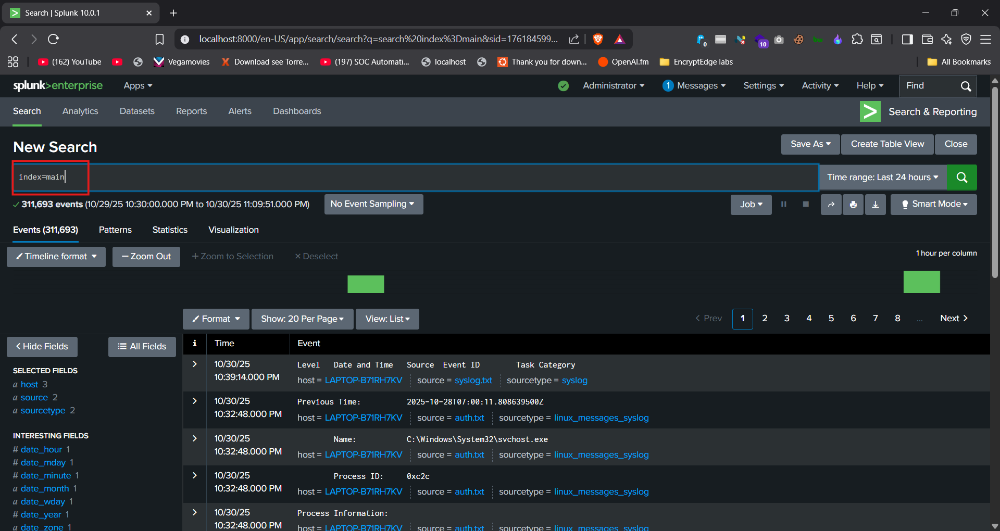 Search | Splunk 10.0.1
localhost:8000/en-US/app/search/search?q=search%20index%3Dmain&sid=176184599...
0
10
bw
(162) YouTube
Vegamovies
Download see Torre...
(197) SOC Automati...
localhost
Thank you for down...
OpenAI.fm
EncryptEdge labs
All Bookmarks
splunk>enterprise
Apps
Administrator
1 Messages
Settings
Activity
Help
Find
Search
Analytics
Datasets
Reports
Alerts
Dashboards
Search & Reporting
New Search
Save As
Create Table View
Close
index=main
Time range: Last 24 hours
311,693 events (10/29/25 10:30:00.000 PM to 10/30/25 11:09:51.000 PM)
No Event Sampling
Job
Smart Mode
Events (311,693)
Patterns
Statistics
Visualization
Timeline format
— Zoom Out
+ Zoom to Selection
× Deselect
1 hour per column
Format
Show: 20 Per Page
View: List
< Prev
1
2
3
4
5
6
7
8
...
Next >
< Hide Fields
All Fields
i
Time
Event
SELECTED FIELDS
a host 3
a source 2
a sourcetype 2
INTERESTING FIELDS
# date_hour 1
# date_mday 1
# date_minute 1
a date_month 1
a date_wday 1
# date_year 1
a date_zone 1
> 10/30/25
10:39:14.000 PM
Level Date and Time Source Event ID Task Category
host = LAPTOP-B71RH7KV source = syslog.txt sourcetype = syslog
> 10/30/25
10:32:48.000 PM
Previous Time: 2025-10-28T07:00:11.808639500Z
host = LAPTOP-B71RH7KV source = auth.txt sourcetype = linux_messages_syslog
> 10/30/25
10:32:48.000 PM
Name: C:\Windows\System32\svchost.exe
host = LAPTOP-B71RH7KV source = auth.txt sourcetype = linux_messages_syslog
> 10/30/25
10:32:48.000 PM
Process ID: 0xc2c
host = LAPTOP-B71RH7KV source = auth.txt sourcetype = linux_messages_syslog
> 10/30/25
10:32:48.000 PM
Process Information:
host = LAPTOP-B71RH7KV source = auth.txt sourcetype = linux_messages_syslog